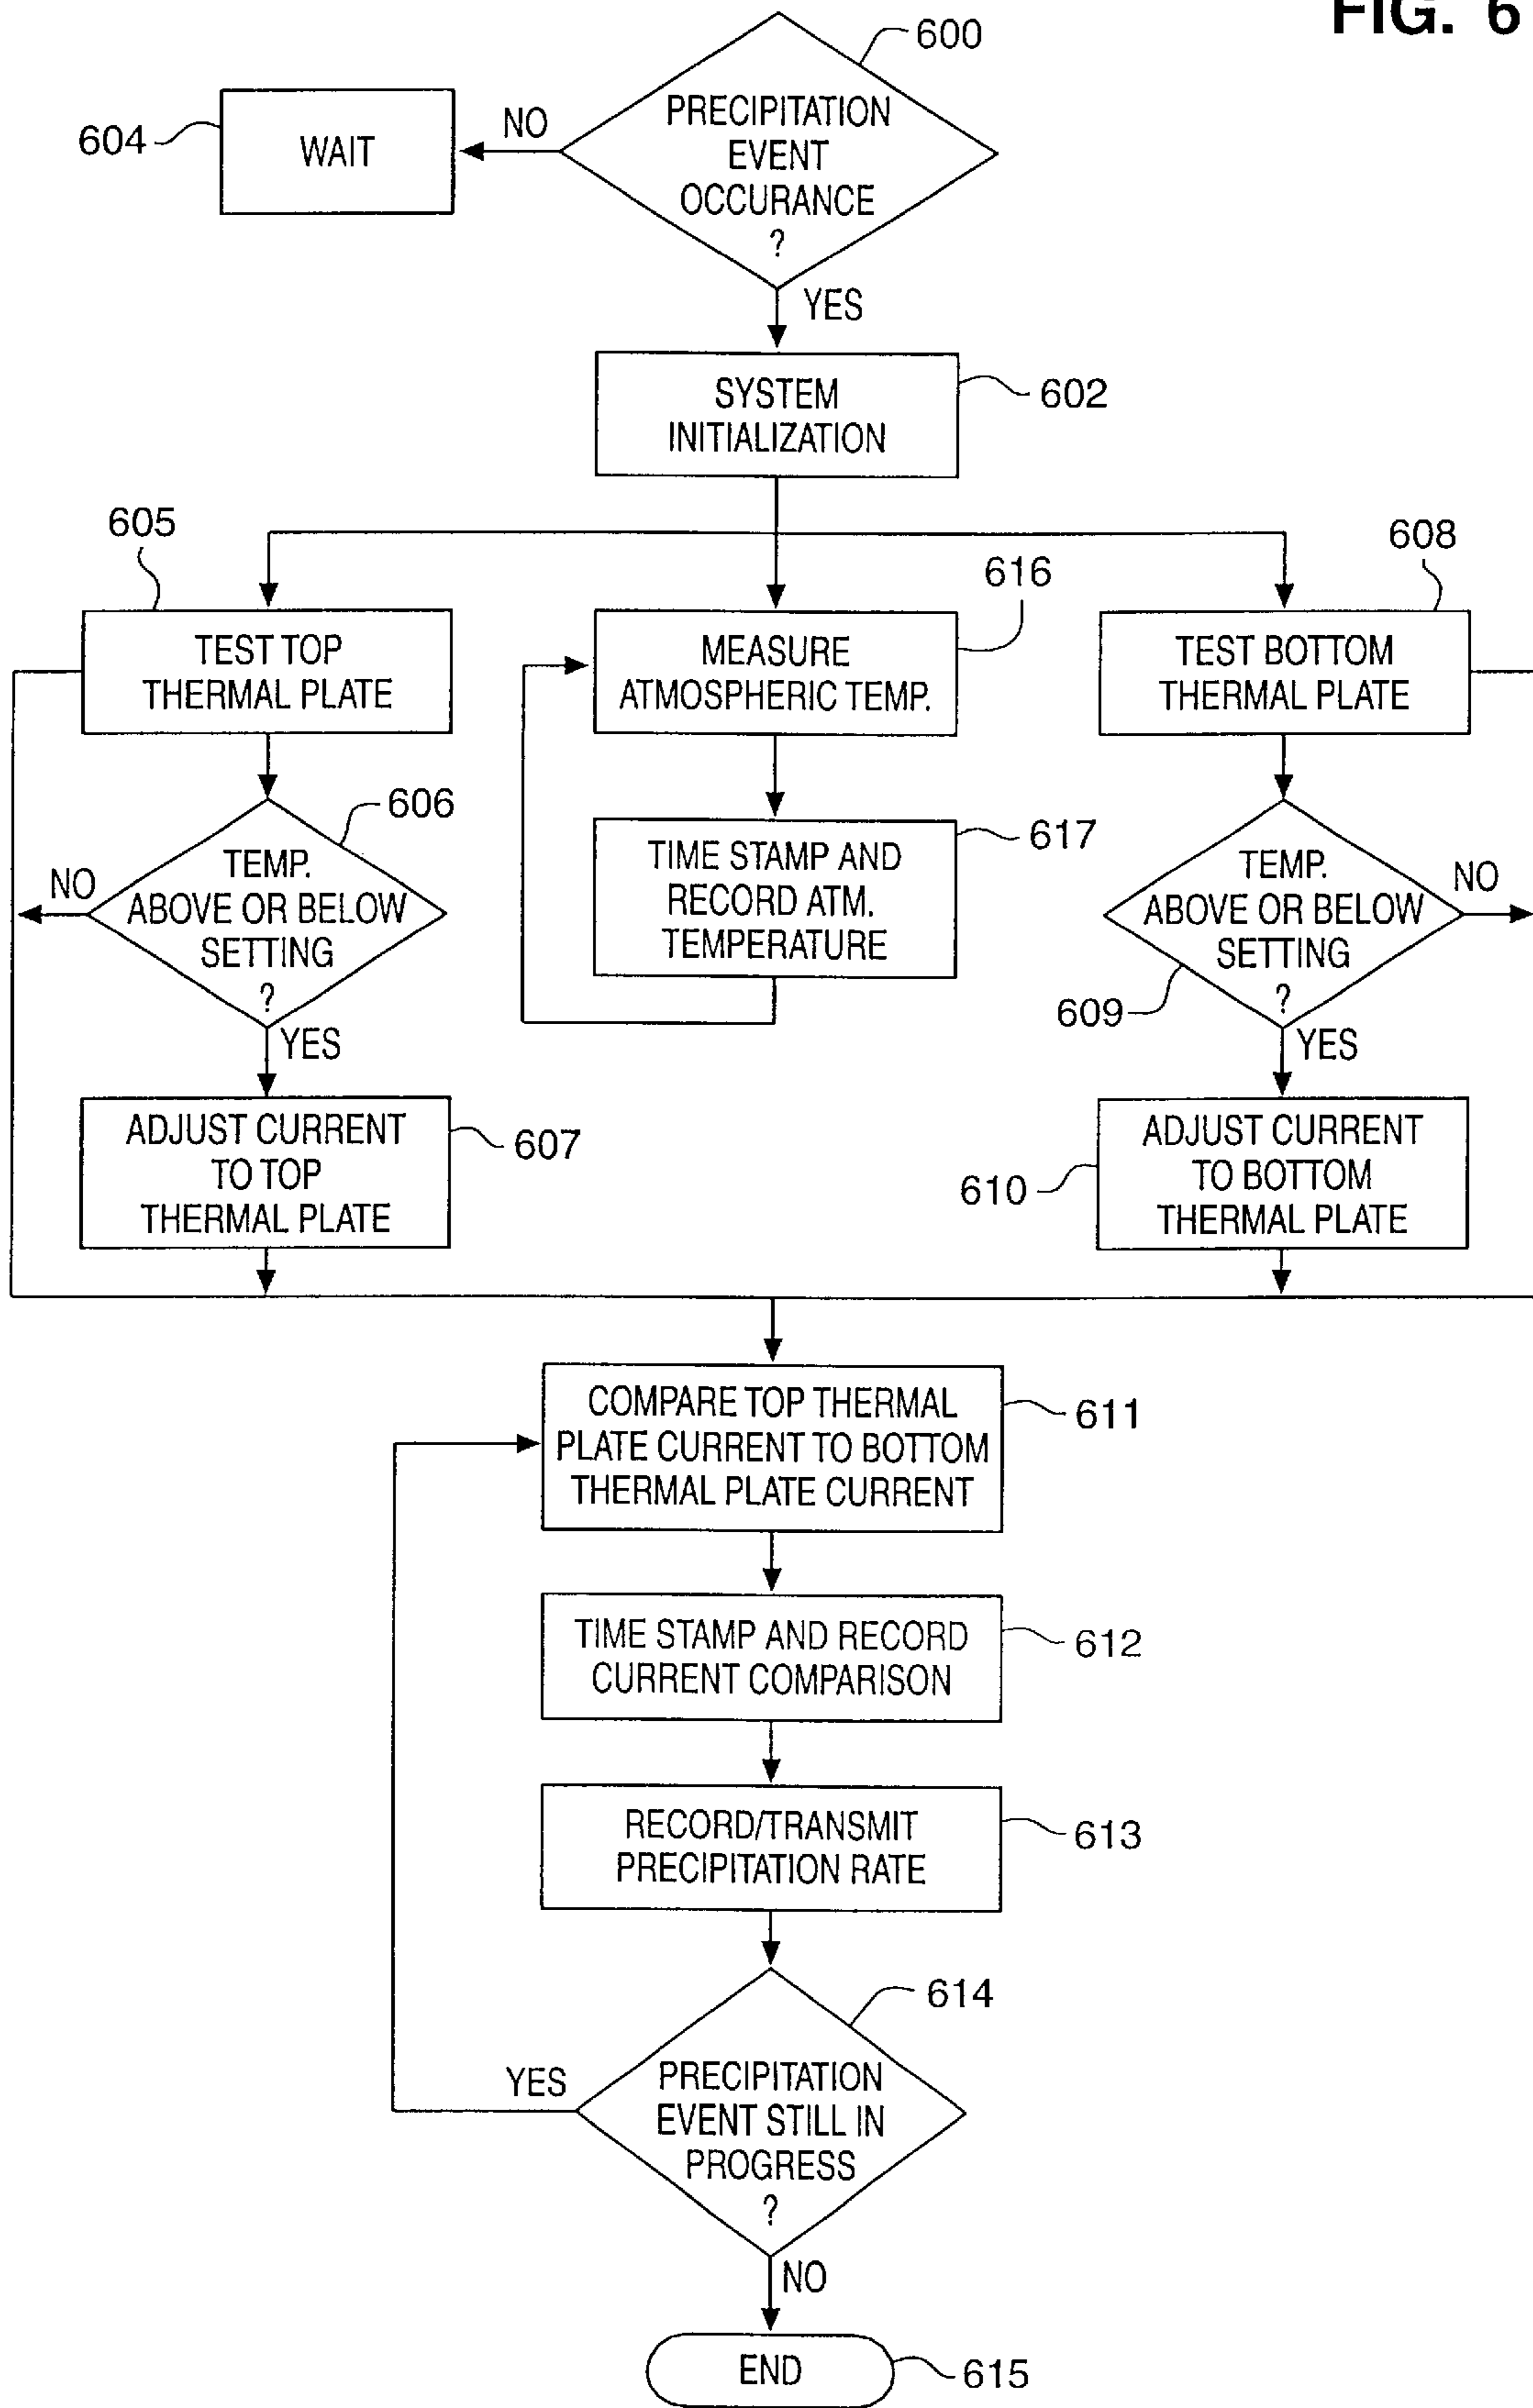 FIG. 6
600
PRECIPITATION
EVENT
OCCURANCE
?
NO
604
WAIT
YES
SYSTEM
INITIALIZATION
602
605
616
608
TEST TOP
THERMAL PLATE
MEASURE
ATMOSPHERIC TEMP.
TEST BOTTOM
THERMAL PLATE
606
TEMP.
ABOVE OR BELOW
SETTING
?
NO
YES
TIME STAMP AND
RECORD ATM.
TEMPERATURE
617
TEMP.
ABOVE OR BELOW
SETTING
?
NO
609
YES
ADJUST CURRENT
TO TOP
THERMAL PLATE
607
ADJUST CURRENT
TO BOTTOM
THERMAL PLATE
610
COMPARE TOP THERMAL
PLATE CURRENT TO BOTTOM
THERMAL PLATE CURRENT
611
TIME STAMP AND RECORD
CURRENT COMPARISON
612
RECORD/TRANSMIT
PRECIPITATION RATE
613
614
YES
PRECIPITATION
EVENT STILL IN
PROGRESS
?
NO
END
615